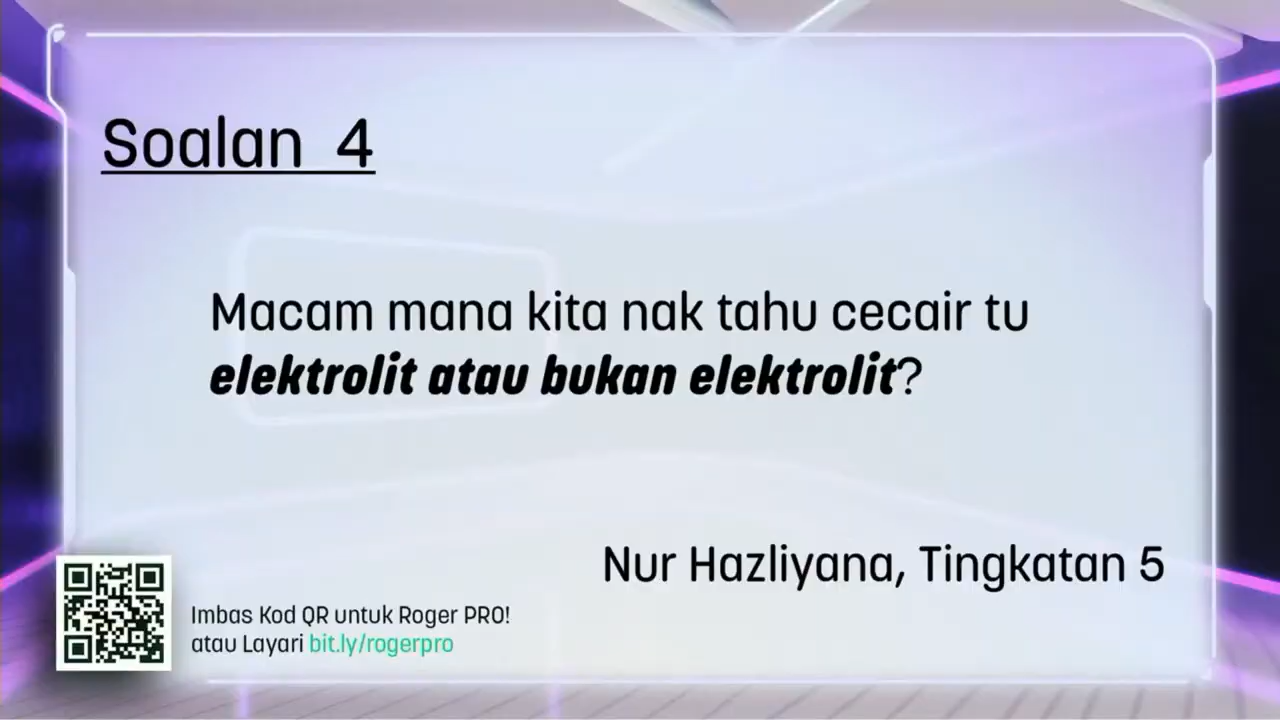 Soalan 4
Macam mana kita nak tahu cecair tu
elektrolit atau bukan elektrolit?
Nur Hazliyana, Tingkatan 5
Imbas Kod QR untuk Roger PRO!
atau Layari bit.ly/rogerpro